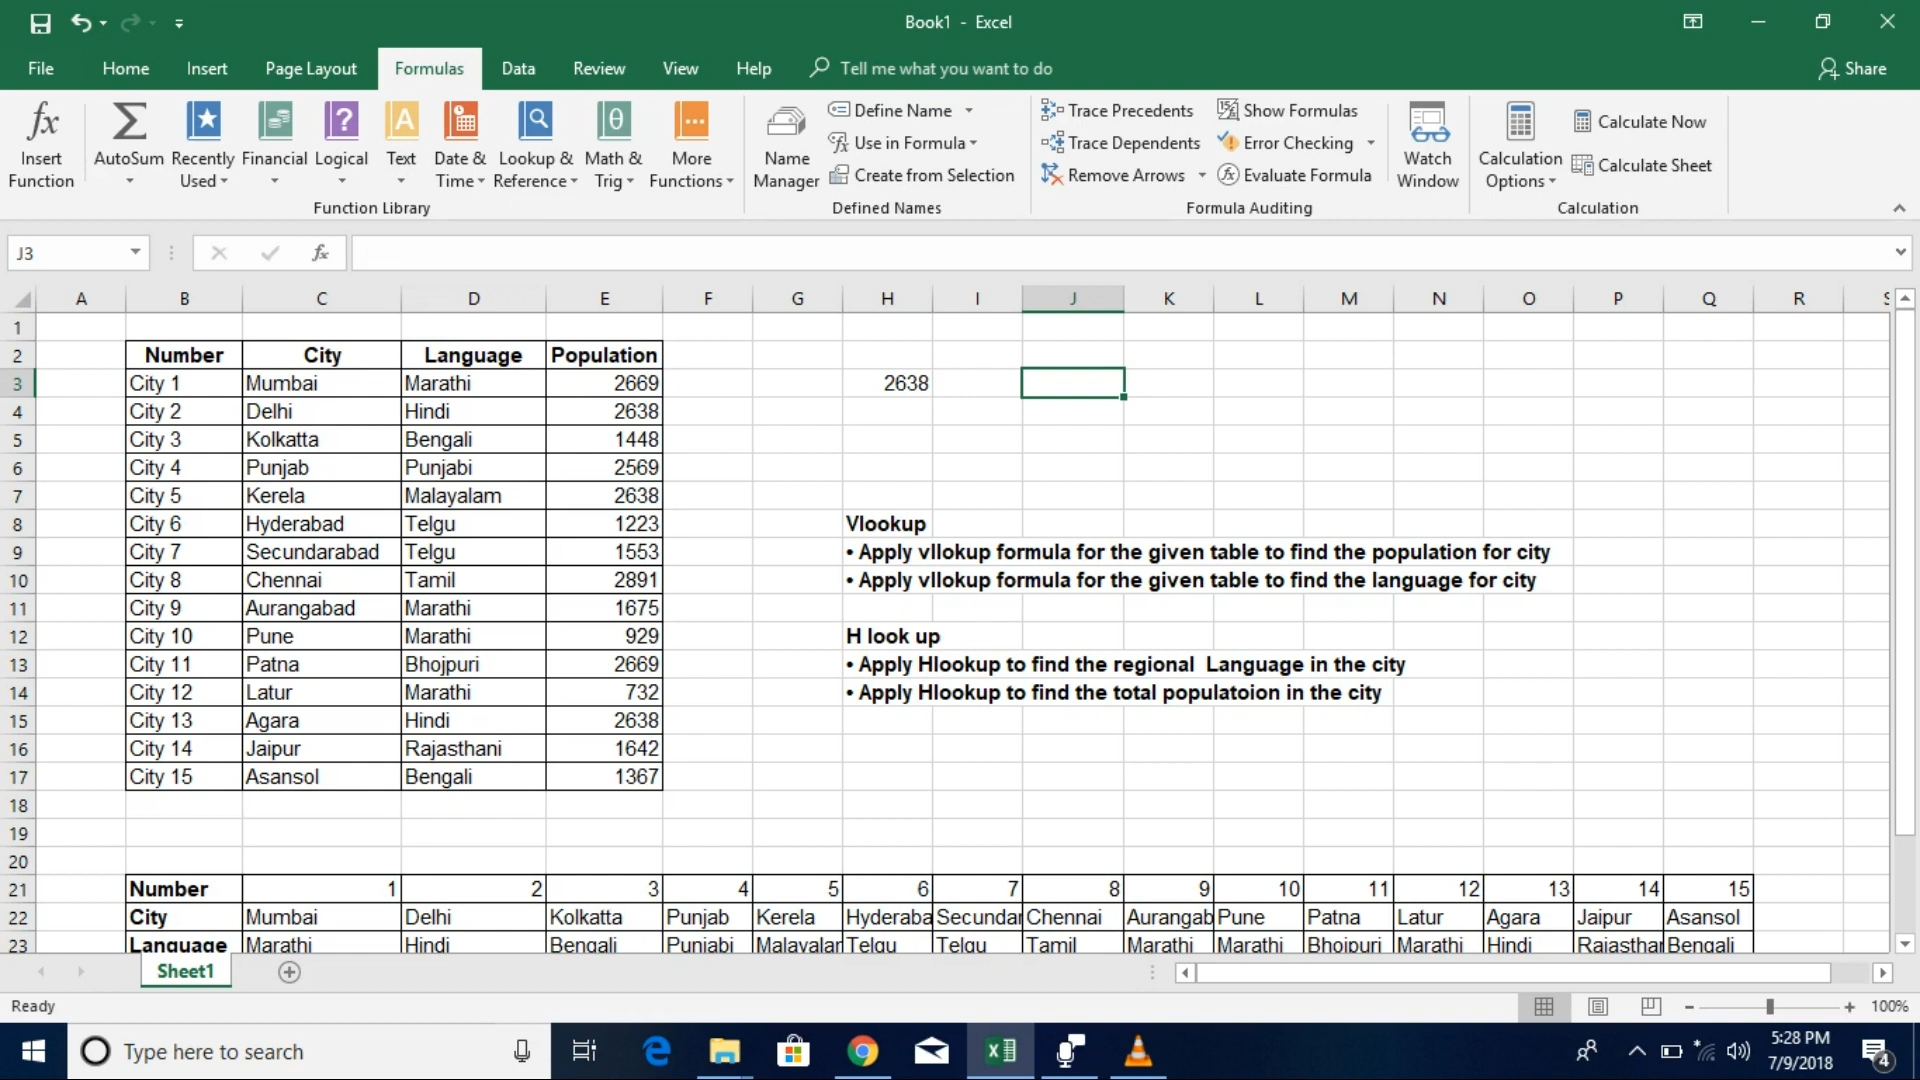 Book1 - Excel
File Home Insert Page Layout Formulas Data Review View Help Tell me what you want to do Share
Insert Function
AutoSum
Recently Used
Financial
Logical
Text
Date & Time
Lookup & Reference
Math & Trig
More Functions
Function Library
Name Manager
Define Name
Use in Formula
Create from Selection
Defined Names
Trace Precedents
Trace Dependents
Remove Arrows
Show Formulas
Error Checking
Evaluate Formula
Formula Auditing
Watch Window
Calculation Options
Calculate Now
Calculate Sheet
Calculation
J3 fx
A B C D E F G H I J K L M N O P Q R
1
2 Number City Language Population
3 City 1 Mumbai Marathi 2669 2638
4 City 2 Delhi Hindi 2638
5 City 3 Kolkatta Bengali 1448
6 City 4 Punjab Punjabi 2569
7 City 5 Kerela Malayalam 2638
8 City 6 Hyderabad Telgu 1223 Vlookup
9 City 7 Secundarabad Telgu 1553 • Apply vllokup formula for the given table to find the population for city
10 City 8 Chennai Tamil 2891 • Apply vllokup formula for the given table to find the language for city
11 City 9 Aurangabad Marathi 1675
12 City 10 Pune Marathi 929 H look up
13 City 11 Patna Bhojpuri 2669 • Apply Hlookup to find the regional Language in the city
14 City 12 Latur Marathi 732 • Apply Hlookup to find the total populatoion in the city
15 City 13 Agara Hindi 2638
16 City 14 Jaipur Rajasthani 1642
17 City 15 Asansol Bengali 1367
18
19
20
21 Number 1 2 3 4 5 6 7 8 9 10 11 12 13 14 15
22 City Mumbai Delhi Kolkatta Punjab Kerela Hyderaba Secundar Chennai Aurangab Pune Patna Latur Agara Jaipur Asansol
23 Language Marathi Hindi Bengali Punjabi Malayalar Telgu Telgu Tamil Marathi Marathi Bhojpuri Marathi Hindi Rajasthar Bengali
Sheet1
Ready 100%
Type here to search
5:28 PM
7/9/2018
4